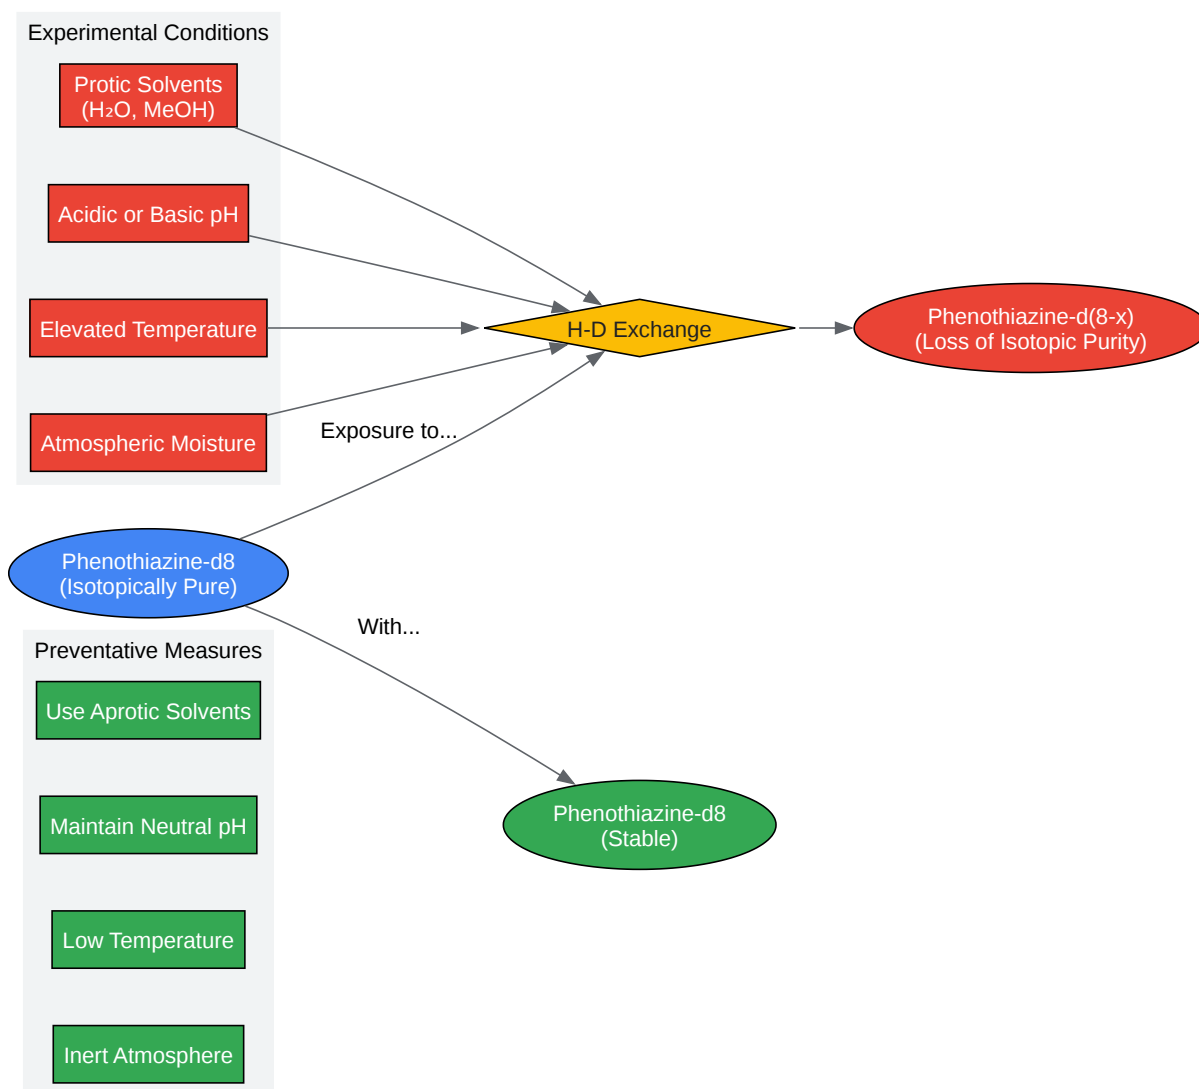 Experimental Conditions
Protic Solvents
(H₂O, MeOH)
Acidic or Basic pH
Elevated Temperature
Atmospheric Moisture
H-D Exchange
Phenothiazine-d(8-x)
(Loss of Isotopic Purity)
Exposure to...
Phenothiazine-d8
(Isotopically Pure)
With...
Preventative Measures
Use Aprotic Solvents
Maintain Neutral pH
Low Temperature
Inert Atmosphere
Phenothiazine-d8
(Stable)